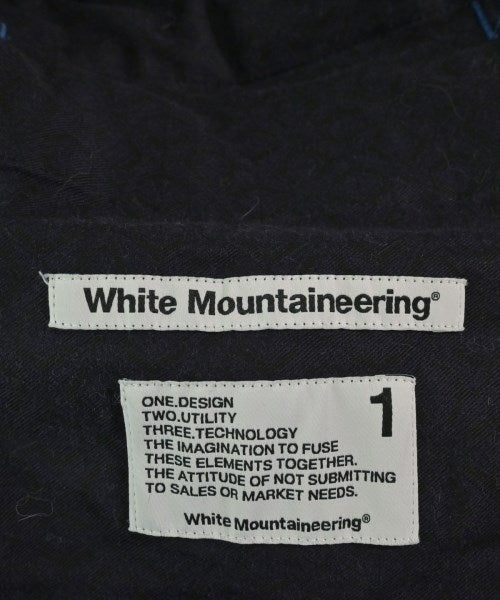 White Mountaineering®
1
ONE.DESIGN
TWO.UTILITY
THREE.TECHNOLOGY
THE IMAGINATION TO FUSE
THESE ELEMENTS TOGETHER.
THE ATTITUDE OF NOT SUBMITTING
TO SALES OR MARKET NEEDS.
White Mountaineering®